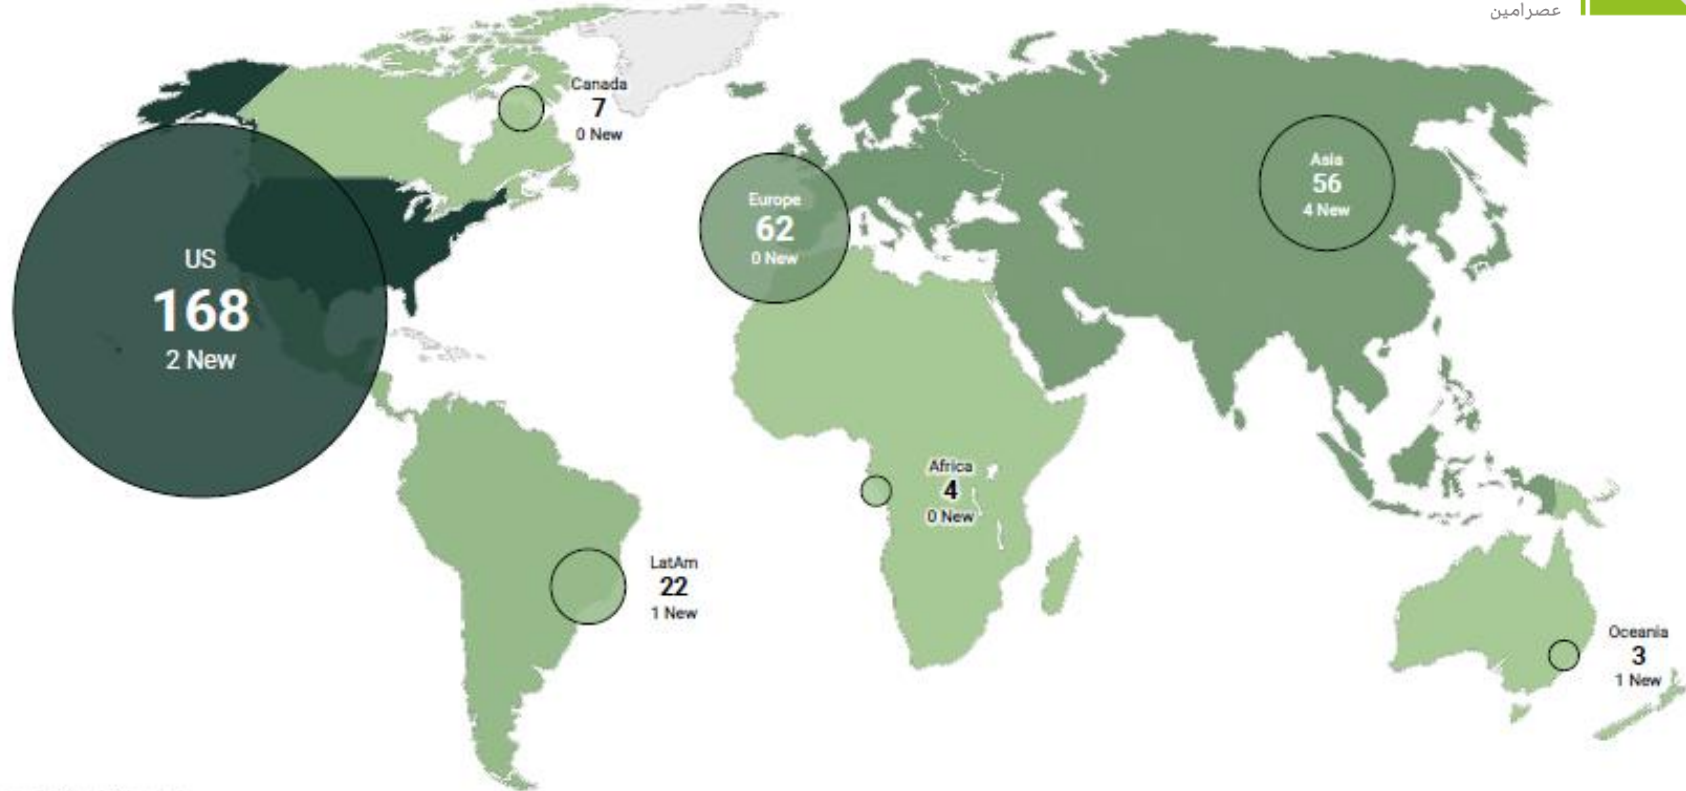 عصرامین
Canada
7
0 New
US
168
2 New
Europe
62
0 New
Asia
56
4 New
Africa
4
0 New
LatAm
22
1 New
Oceania
3
1 New